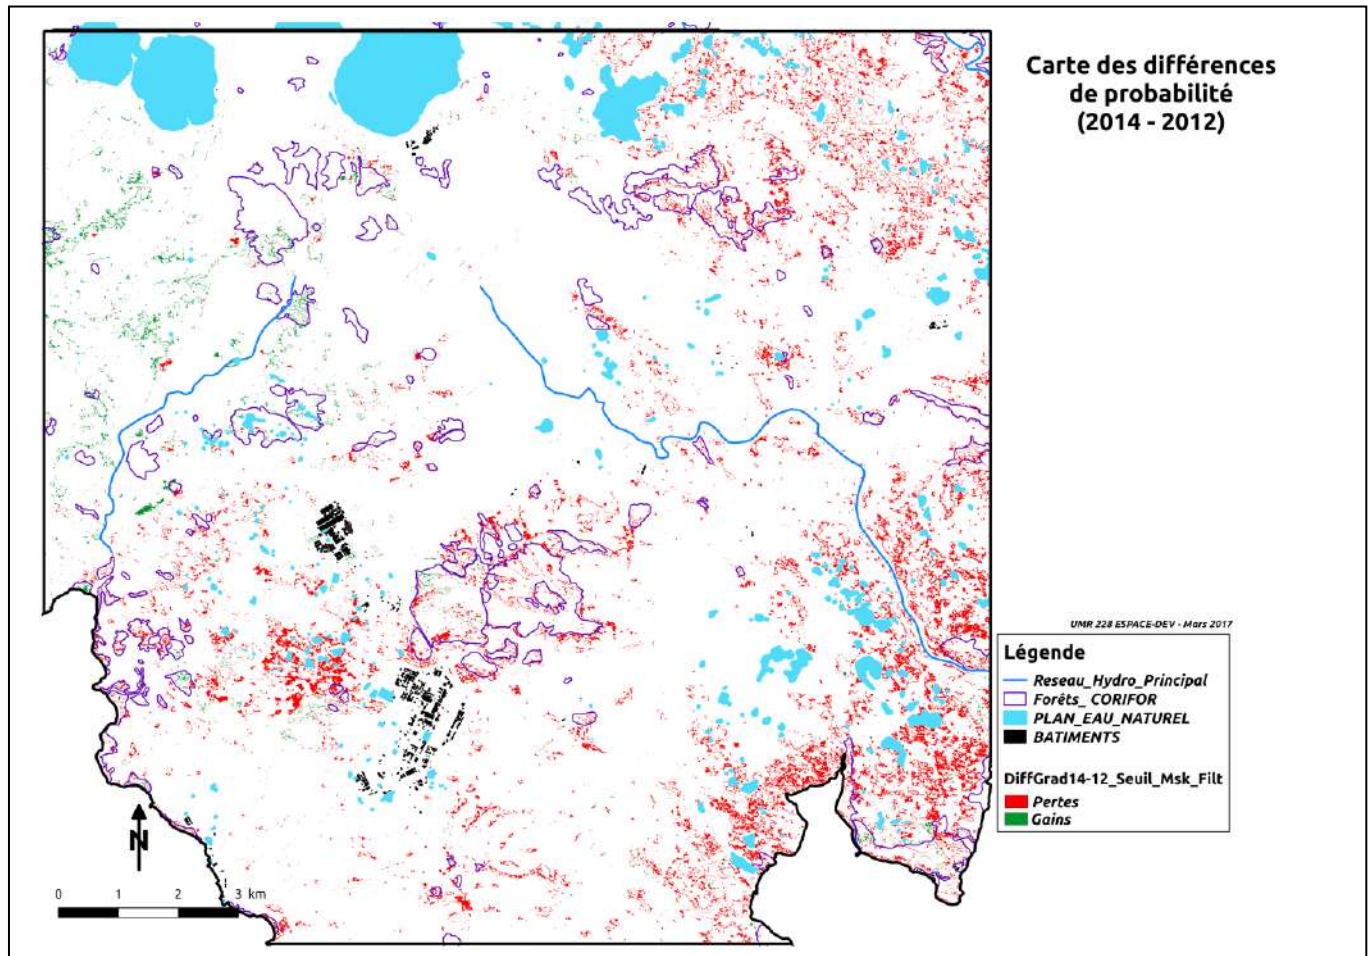 Carte des différences
de probabilité
(2014 - 2012)
UMR 228 ESPACE-DEV - Mars 2017
Légende
Reseau_Hydro_Principal
Forêts_ CORIFOR
PLAN_EAU_NATUREL
BATIMENTS
DiffGrad14-12_Seuil_Msk_Filt
Pertes
Gains
N
0 1 2 3 km